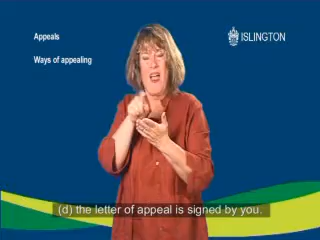 Appeals
ISLINGTON
Ways of appealing
(d) the letter of appeal is signed by you.